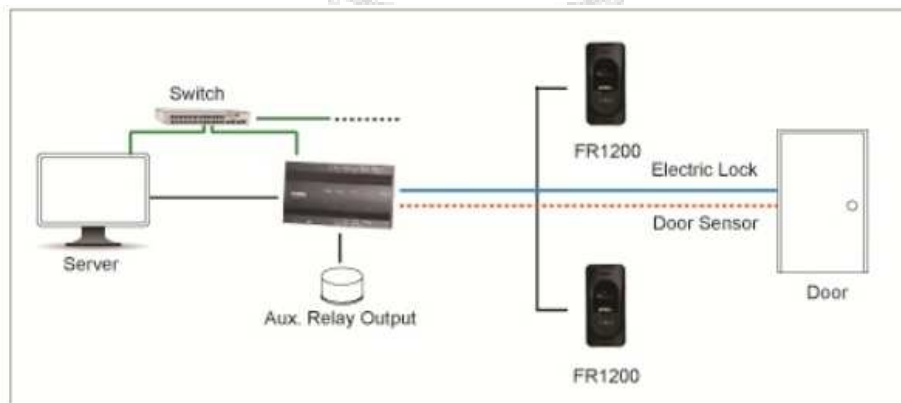 Switch
FR1200
Electric Lock
Door Sensor
Server
Door
Aux. Relay Output
FR1200